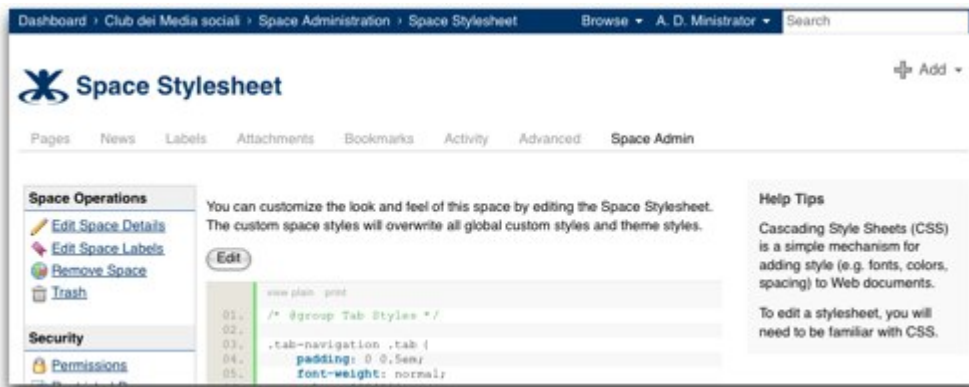 Dashboard › Club dei Media sociali › Space Administration › Space Stylesheet Browse A. D. Ministrator Search
Space Stylesheet
Add
Pages News Labels Attachments Bookmarks Activity Advanced Space Admin
Space Operations
Edit Space Details
Edit Space Labels
Remove Space
Trash
Security
Permissions
You can customize the look and feel of this space by editing the Space Stylesheet.
The custom space styles will overwrite all global custom styles and theme styles.
Edit
view plain print
01. /* @group Tab Styles */
02.
03. .tab-navigation .tab {
04. padding: 0 0.5em;
05. font-weight: normal;
Help Tips
Cascading Style Sheets (CSS)
is a simple mechanism for
adding style (e.g. fonts, colors,
spacing) to Web documents.
To edit a stylesheet, you will
need to be familiar with CSS.